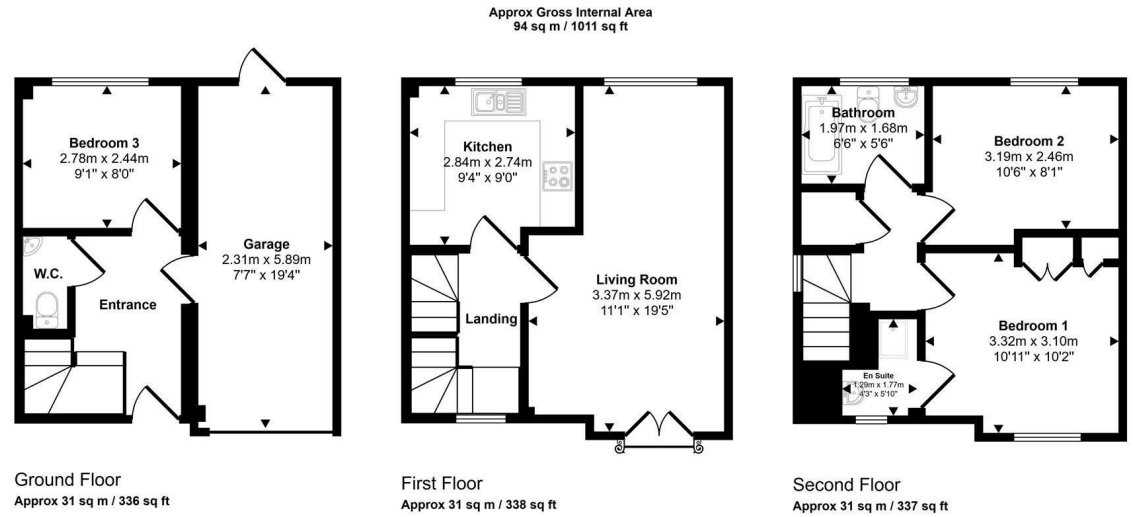 Approx Gross Internal Area
94 sq m / 1011 sq ft
Bedroom 3
2.78m x 2.44m
9'1" x 8'0"
W.C.
Entrance
Garage
2.31m x 5.89m
7'7" x 19'4"
Ground Floor
Approx 31 sq m / 336 sq ft
Kitchen
2.84m x 2.74m
9'4" x 9'0"
Landing
Living Room
3.37m x 5.92m
11'1" x 19'5"
First Floor
Approx 31 sq m / 338 sq ft
Bathroom
1.97m x 1.68m
6'6" x 5'6"
Bedroom 2
3.19m x 2.46m
10'6" x 8'1"
Bedroom 1
3.32m x 3.10m
10'11" x 10'2"
En Suite
1.29m x 1.77m
4'3" x 5'10"
Second Floor
Approx 31 sq m / 337 sq ft